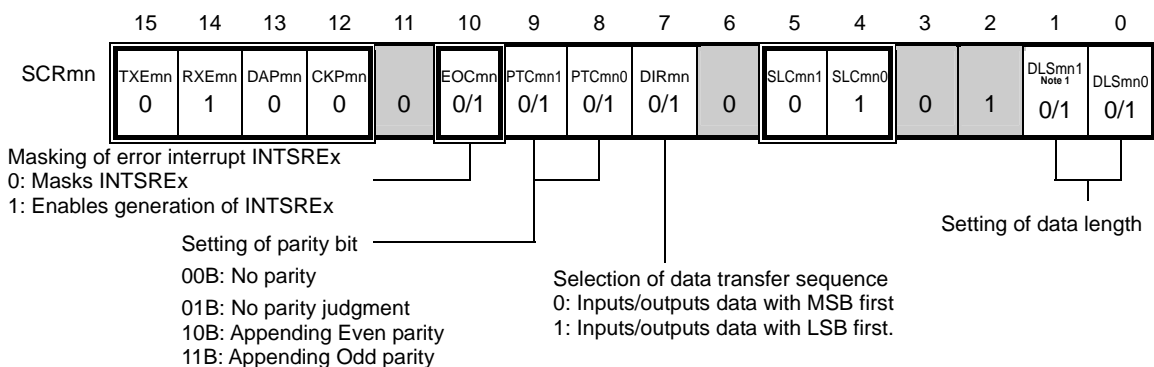 15 14 13 12 11 10 9 8 7 6 5 4 3 2 1 0
SCRmn TXEmn RXEmn DAPmn CKPmn EOCmn PTCmn1 PTCmn0 DIRmn SLCmn1 SLCmn0 DLSmn1 DLSmn0
Note 1
0 1 0 0 0 0/1 0/1 0/1 0/1 0 0 1 0 1 0/1 0/1
Masking of error interrupt INTSREx
0: Masks INTSREx
1: Enables generation of INTSREx
Setting of parity bit
00B: No parity
01B: No parity judgment
10B: Appending Even parity
11B: Appending Odd parity
Selection of data transfer sequence
0: Inputs/outputs data with MSB first
1: Inputs/outputs data with LSB first.
Setting of data length